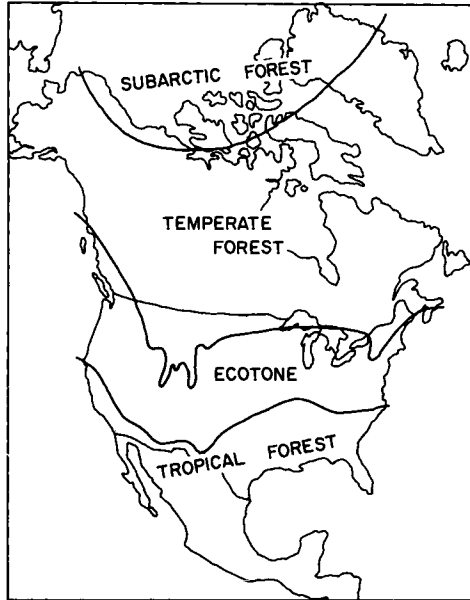 SUBARCTIC FOREST
TEMPERATE
FOREST
ECOTONE
TROPICAL FOREST